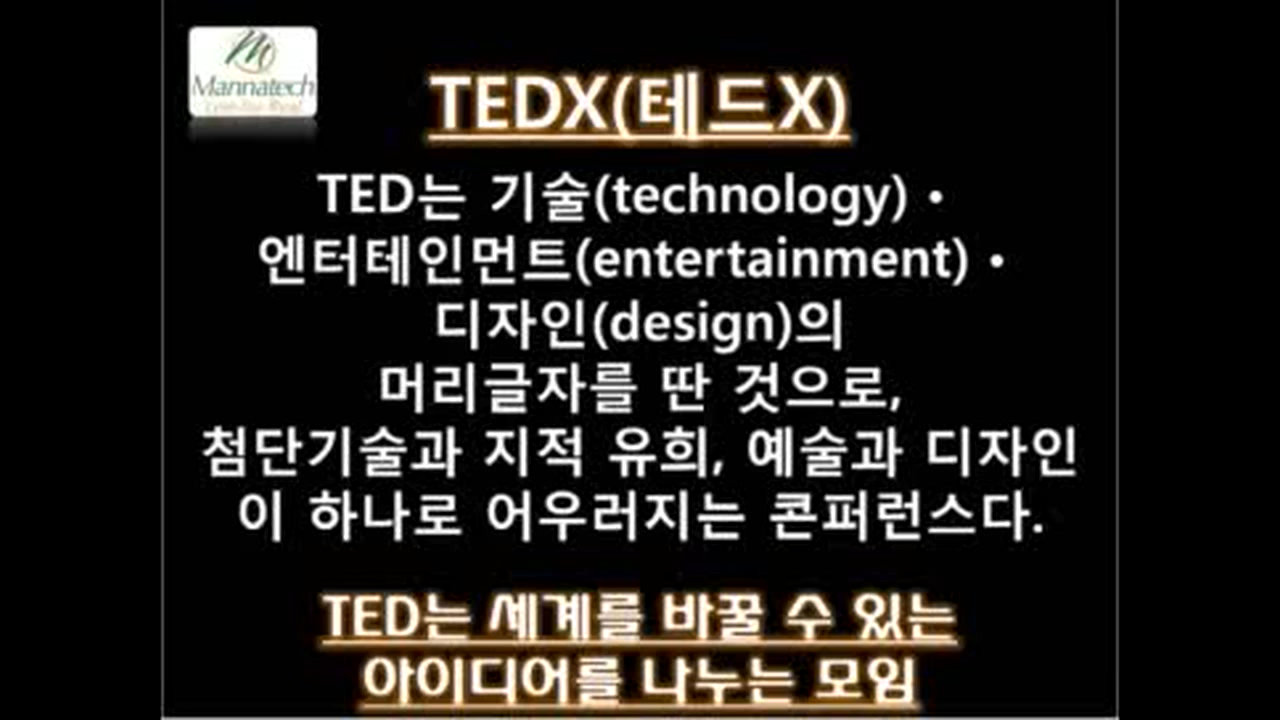 Mannatech
TEDX(테드X)
TED는 기술(technology) •
엔터테인먼트(entertainment) •
디자인(design)의
머리글자를 딴 것으로,
첨단기술과 지적 유희, 예술과 디자인
이 하나로 어우러지는 콘퍼런스다.
TED는 세계를 바꿀 수 있는
아이디어를 나누는 모임